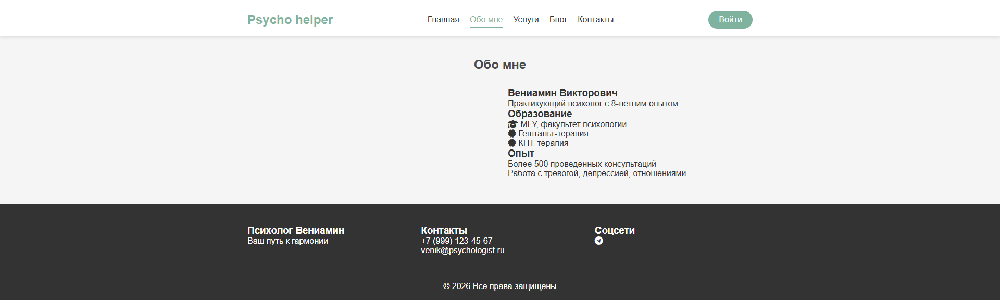 Psycho helper
Главная Обо мне Услуги Блог Контакты
Войти
Обо мне
Вениамин Викторович
Практикующий психолог с 8-летним опытом
Образование
МГУ, факультет психологии
Гештальт-терапия
КПТ-терапия
Опыт
Более 500 проведенных консультаций
Работа с тревогой, депрессией, отношениями
Психолог Вениамин
Ваш путь к гармонии
Контакты
+7 (999) 123-45-67
venik@psychologist.ru
Соцсети
© 2026 Все права защищены